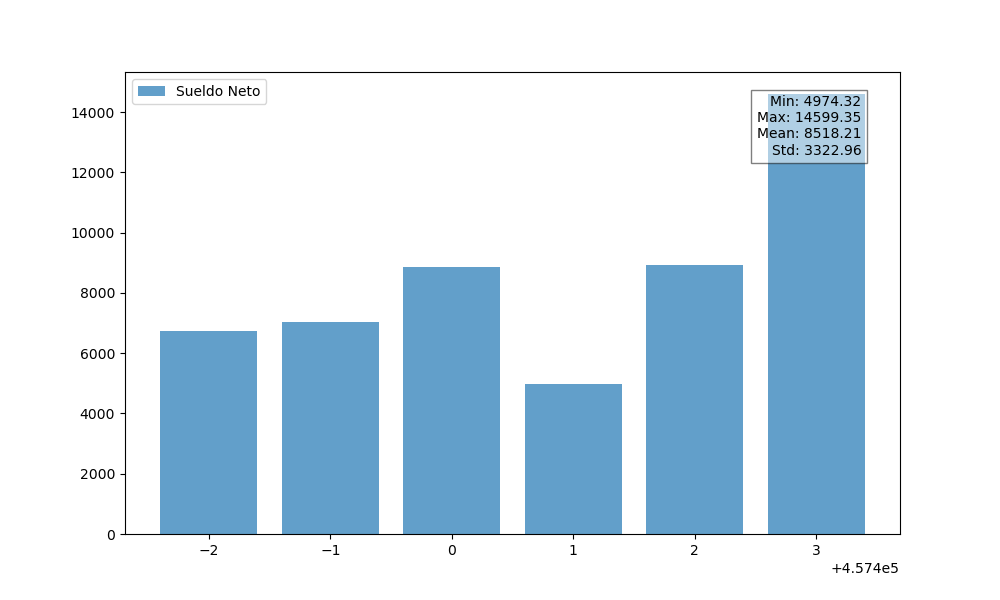 Sueldo Neto
Min: 4974.32
Max: 14599.35
Mean: 8518.21
Std: 3322.96
14000
12000
10000
8000
6000
4000
2000
0
−2 −1 0 1 2 3
+4.574e5